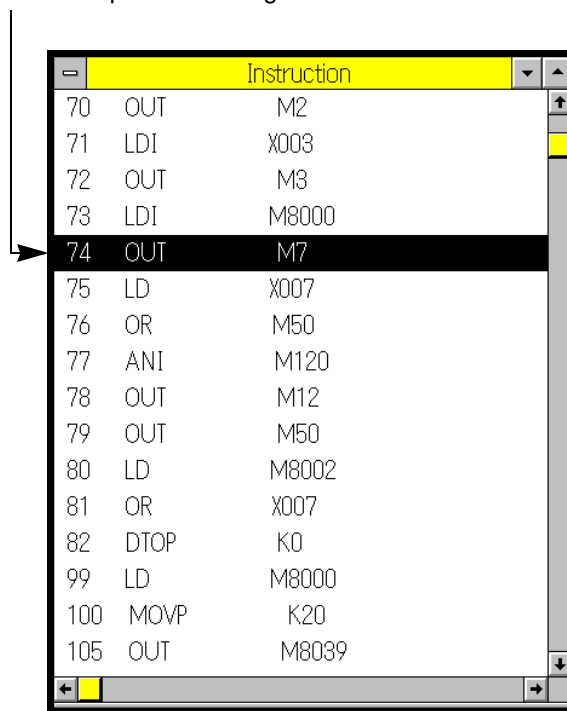 Instruction
70 OUT M2
71 LDI X003
72 OUT M3
73 LDI M8000
74 OUT M7
75 LD X007
76 OR M50
77 ANI M120
78 OUT M12
79 OUT M50
80 LD M8002
81 OR X007
82 DTOP K0
99 LD M8000
100 MOVP K20
105 OUT M8039